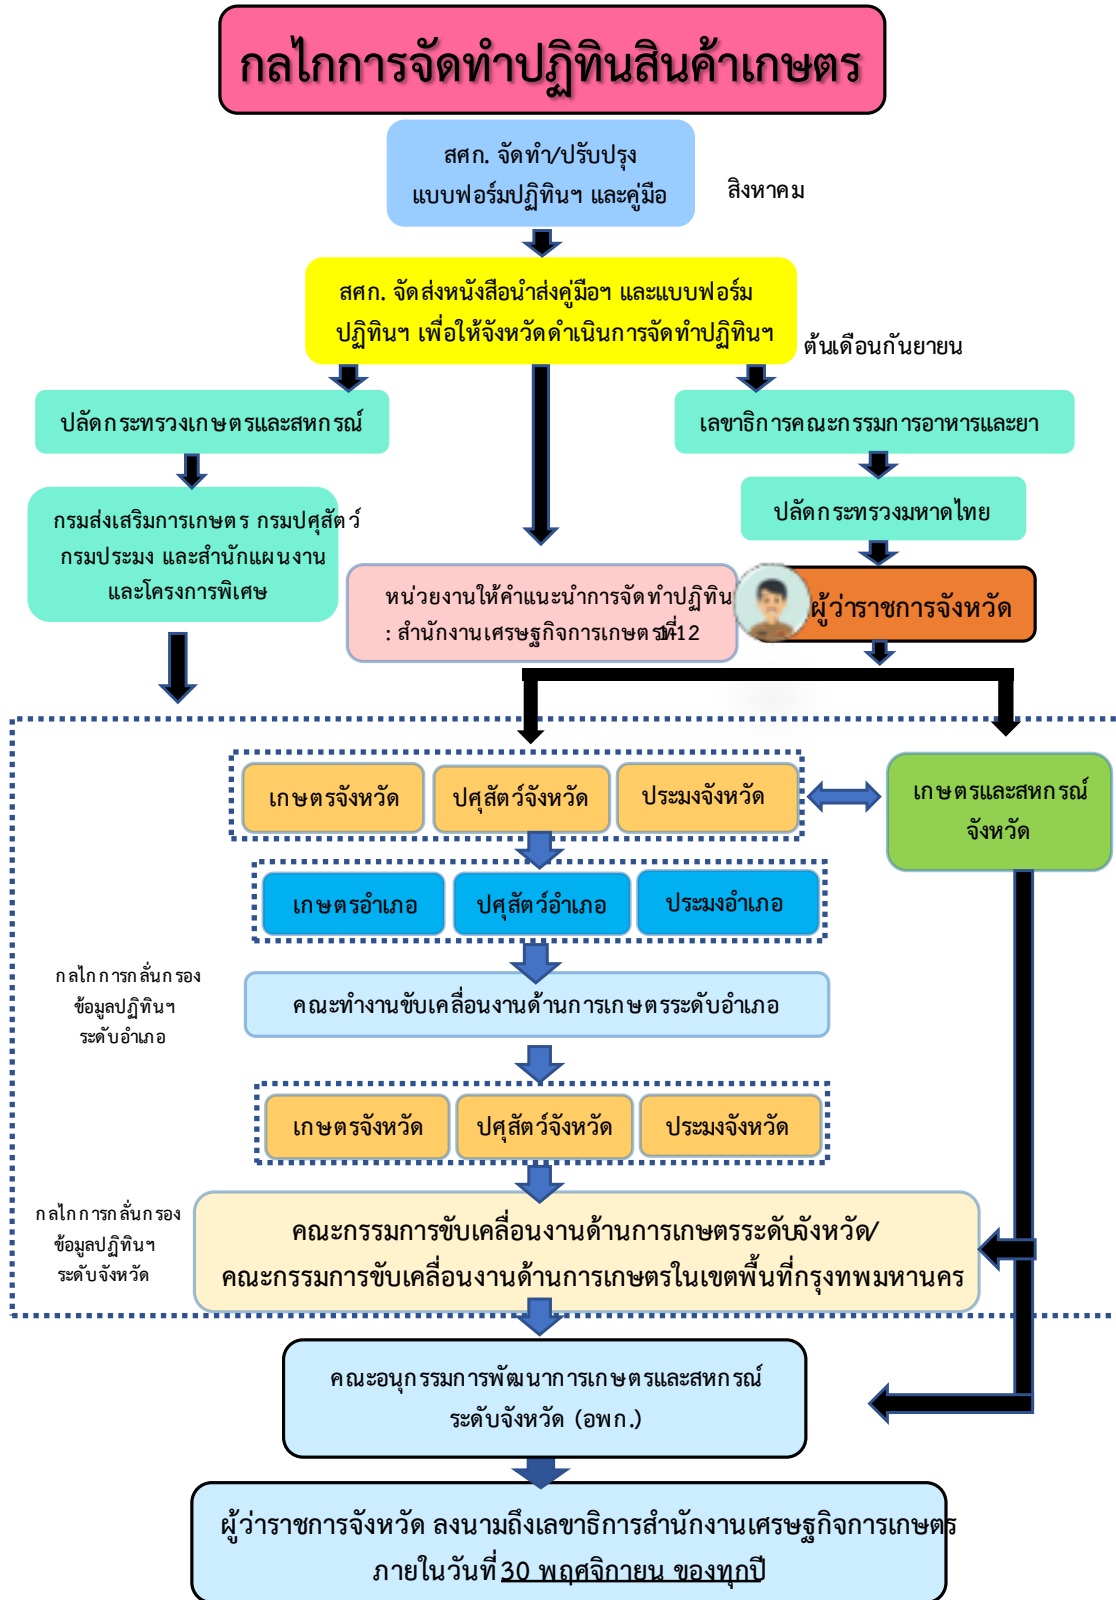 กลไกการจัดทำปฏิทินสินค้าเกษตร
สศก. จัดทำ/ปรับปรุง
แบบฟอร์มปฏิทินฯ และคู่มือ
สิงหาคม
สศก. จัดส่งหนังสือนำส่งคู่มือฯ และแบบฟอร์ม
ปฏิทินฯ เพื่อให้จังหวัดดำเนินการจัดทำปฏิทินฯ
ต้นเดือนกันยายน
ปลัดกระทรวงเกษตรและสหกรณ์
เลขาธิการคณะกรรมการอาหารและยา
กรมส่งเสริมการเกษตร กรมปศุสัตว์
กรมประมง และสำนักแผนงาน
และโครงการพิเศษ
ปลัดกระทรวงมหาดไทย
หน่วยงานให้คำแนะนำการจัดทำปฏิทิน
: สำนักงานเศรษฐกิจการเกษตรที่ 1-12
ผู้ว่าราชการจังหวัด
เกษตรจังหวัด ปศุสัตว์จังหวัด ประมงจังหวัด
เกษตรและสหกรณ์
จังหวัด
เกษตรอำเภอ ปศุสัตว์อำเภอ ประมงอำเภอ
กลไกการกลั่นกรอง
ข้อมูลปฏิทินฯ
ระดับอำเภอ
คณะทำงานขับเคลื่อนงานด้านการเกษตรระดับอำเภอ
เกษตรจังหวัด ปศุสัตว์จังหวัด ประมงจังหวัด
กลไกการกลั่นกรอง
ข้อมูลปฏิทินฯ
ระดับจังหวัด
คณะกรรมการขับเคลื่อนงานด้านการเกษตรระดับจังหวัด/
คณะกรรมการขับเคลื่อนงานด้านการเกษตรในเขตพื้นที่กรุงเทพมหานคร
คณะอนุกรรมการพัฒนาการเกษตรและสหกรณ์
ระดับจังหวัด (อพก.)
ผู้ว่าราชการจังหวัด ลงนามถึงเลขาธิการสำนักงานเศรษฐกิจการเกษตร
ภายในวันที่ 30 พฤศจิกายน ของทุกปี